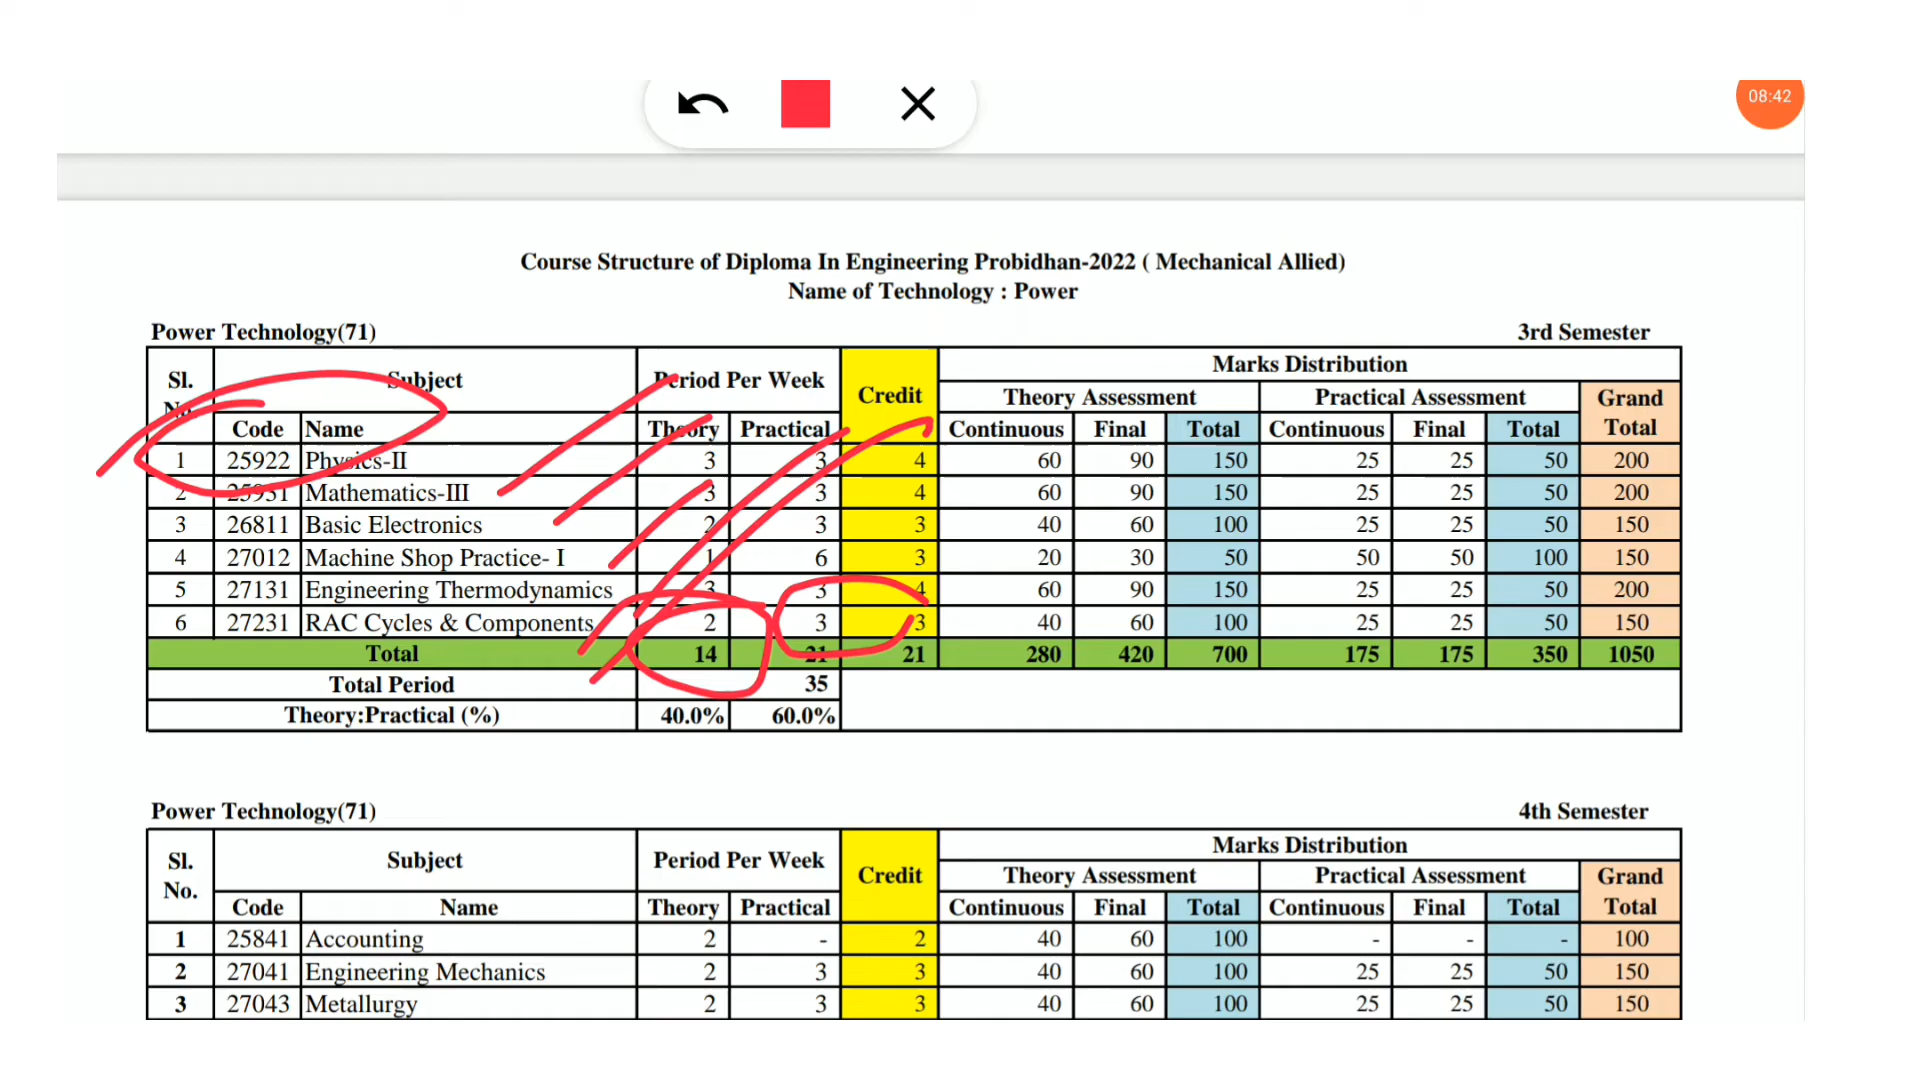 08:42
Course Structure of Diploma In Engineering Probidhan-2022 ( Mechanical Allied)
Name of Technology : Power
Power Technology(71) 3rd Semester
Sl. No. Subject Period Per Week Credit Marks Distribution
Theory Assessment Practical Assessment Grand Total
Code Name Theory Practical Continuous Final Total Continuous Final Total
1 25922 Physics-II 3 3 4 60 90 150 25 25 50 200
2 25931 Mathematics-III 3 3 4 60 90 150 25 25 50 200
3 26811 Basic Electronics 2 3 3 40 60 100 25 25 50 150
4 27012 Machine Shop Practice- I 1 6 3 20 30 50 50 50 100 150
5 27131 Engineering Thermodynamics 3 3 4 60 90 150 25 25 50 200
6 27231 RAC Cycles & Components 2 3 3 40 60 100 25 25 50 150
Total 14 21 21 280 420 700 175 175 350 1050
Total Period 35
Theory:Practical (%) 40.0% 60.0%
Power Technology(71) 4th Semester
Sl. No. Subject Period Per Week Credit Marks Distribution
Theory Assessment Practical Assessment Grand Total
Code Name Theory Practical Continuous Final Total Continuous Final Total
1 25841 Accounting 2 - 2 40 60 100 - - - 100
2 27041 Engineering Mechanics 2 3 3 40 60 100 25 25 50 150
3 27043 Metallurgy 2 3 3 40 60 100 25 25 50 150